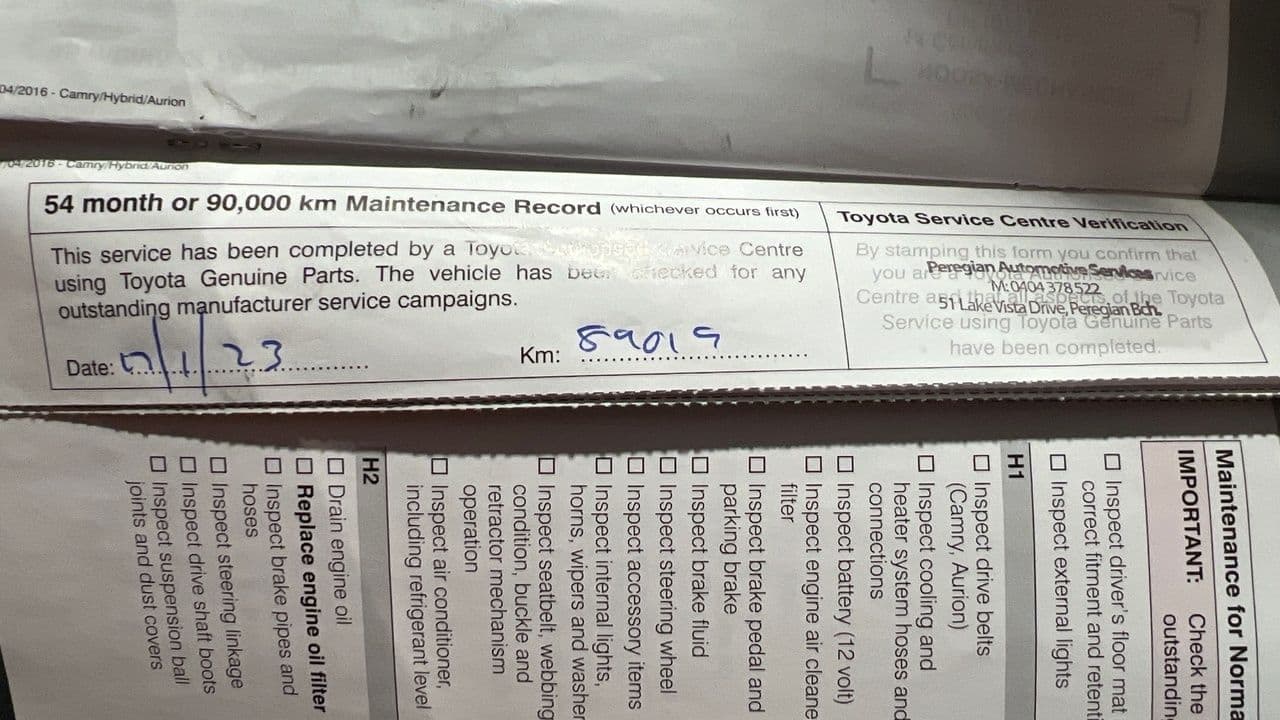 04/2016 - Camry/Hybrid/Aurion
04/2016 - Camry/Hybrid/Aurion
54 month or 90,000 km Maintenance Record (whichever occurs first)
This service has been completed by a Toyota Service Centre
using Toyota Genuine Parts. The vehicle has been checked for any
outstanding manufacturer service campaigns.
Date: 17/1/23
Km: 89019
Toyota Service Centre Verification
By stamping this form you confirm that
you are a Toyota Service
Centre and that all aspects of the Toyota
Service using Toyota Genuine Parts
have been completed.
Peregian Automotive Services
M: 0404 378 522
51 Lake Vista Drive, Peregian Bch.
Maintenance for Norma
IMPORTANT: Check the
outstandin
☐ Inspect driver's floor mat
correct fitment and retent
☐ Inspect external lights
H1
☐ Inspect drive belts
(Camry, Aurion)
☐ Inspect cooling and
heater system hoses and
connections
☐ Inspect battery (12 volt)
☐ Inspect engine air cleane
filter
☐ Inspect brake pedal and
parking brake
☐ Inspect brake fluid
☐ Inspect steering wheel
☐ Inspect accessory items
☐ Inspect internal lights,
horns, wipers and washer
☐ Inspect seatbelt, webbing
condition, buckle and
retractor mechanism
operation
☐ Inspect air conditioner,
including refrigerant level
H2
☐ Drain engine oil
☐ Replace engine oil filter
☐ Inspect brake pipes and
hoses
☐ Inspect steering linkage
☐ Inspect drive shaft boots
☐ Inspect suspension ball
joints and dust covers